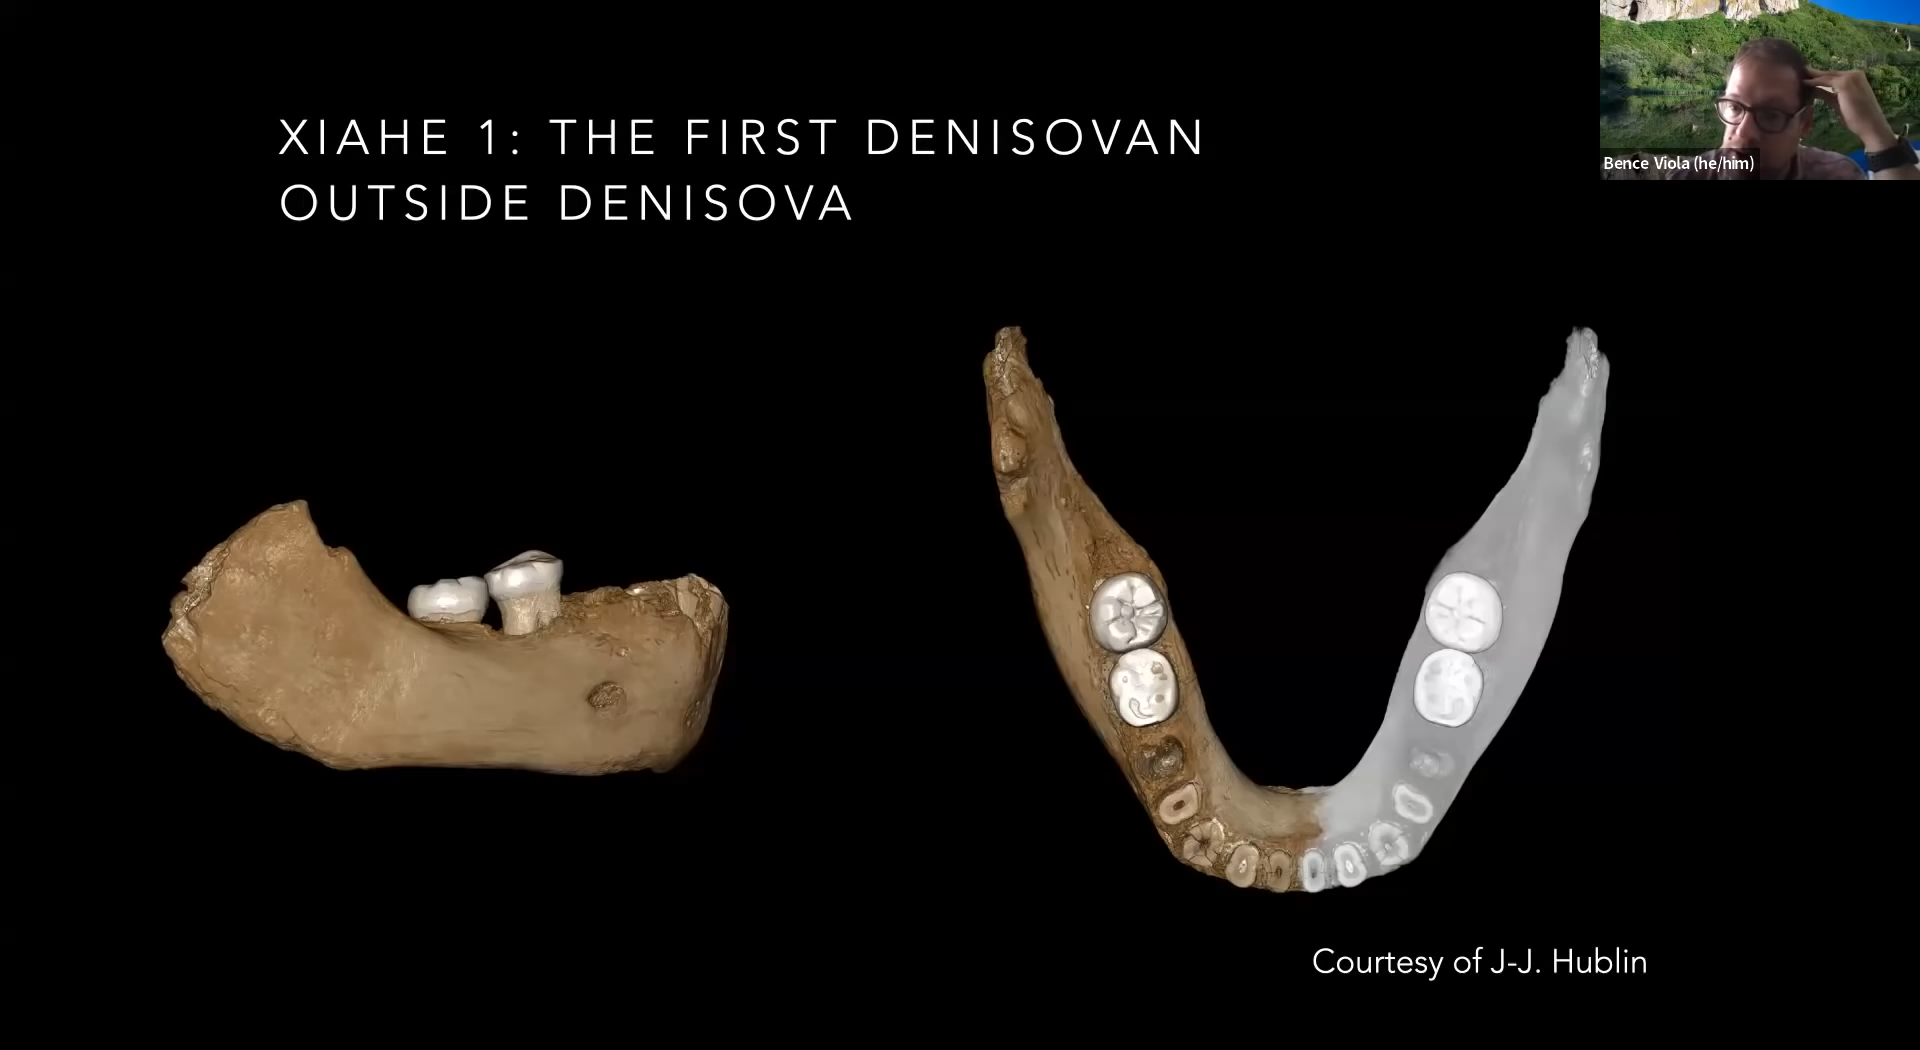 XIAHE 1: THE FIRST DENISOVAN
OUTSIDE DENISOVA
Bence Viola (he/him)
Courtesy of J-J. Hublin